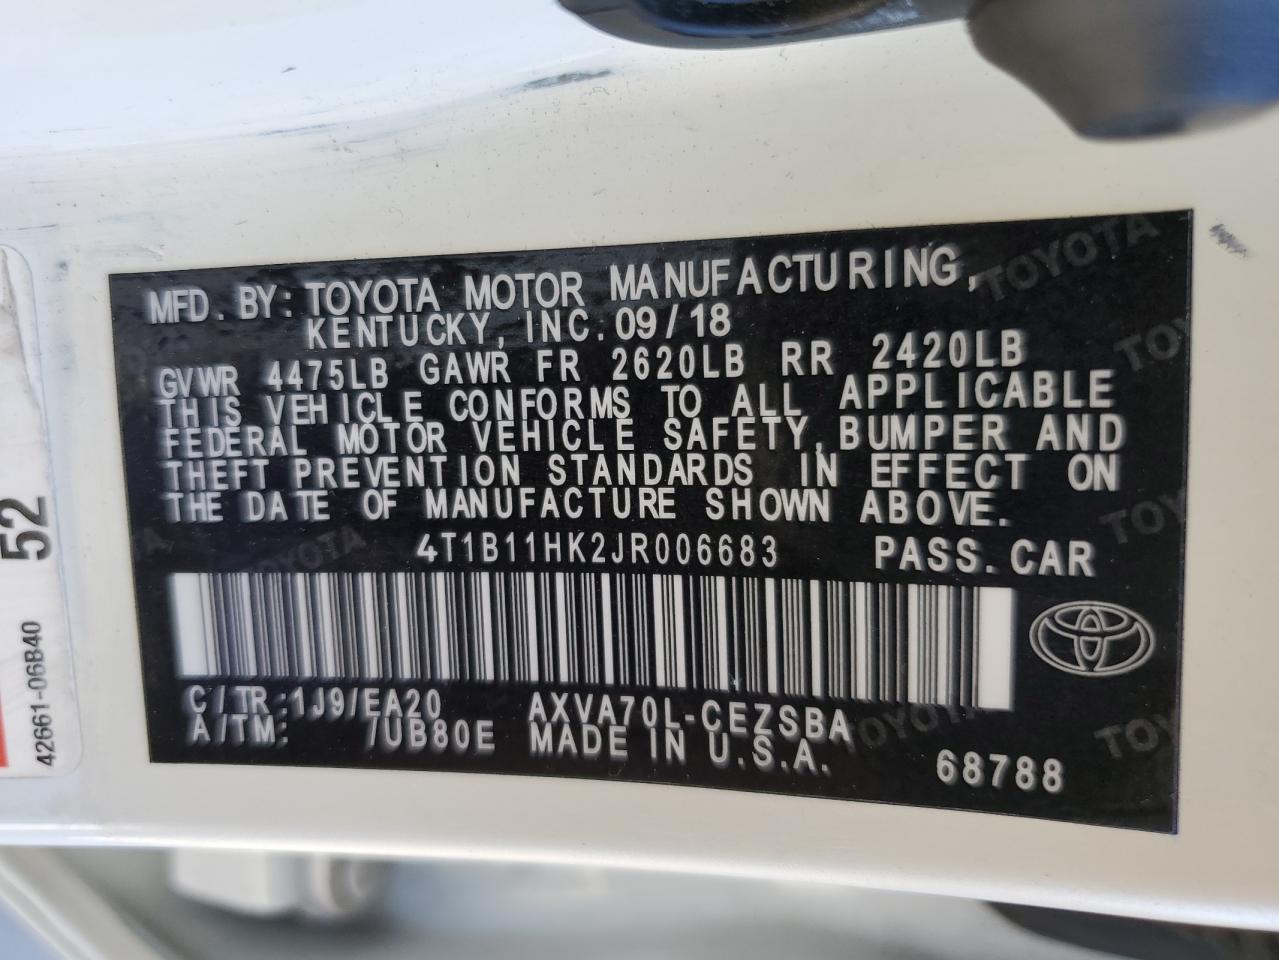 MFD. BY: TOYOTA MOTOR MANUFACTURING,
KENTUCKY, INC. 09/18
GVWR 4475LB GAWR FR 2620LB RR 2420LB
THIS VEHICLE CONFORMS TO ALL APPLICABLE
FEDERAL MOTOR VEHICLE SAFETY, BUMPER AND
THEFT PREVENTION STANDARDS IN EFFECT ON
THE DATE OF MANUFACTURE SHOWN ABOVE.
4T1B11HK2JR006683 PASS. CAR
C/TR: 1J9/EA20 AXVA70L-CEZSBA
A/TM: /UB80E MADE IN U.S.A.
68788
52
42661-06B40
TOYOTA
TOYOTA
TOYOTA